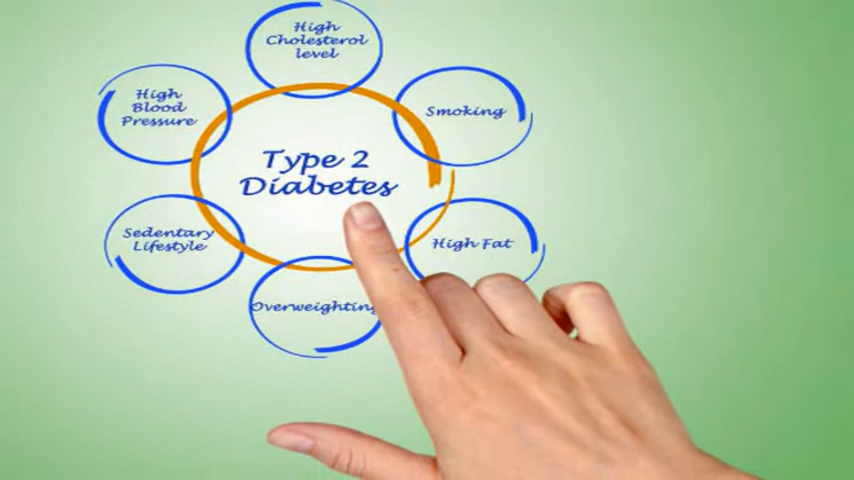 High
Cholesterol
level
High
Blood
Pressure
Smoking
Type 2
Diabetes
Sedentary
Lifestyle
High Fat
Overweighting